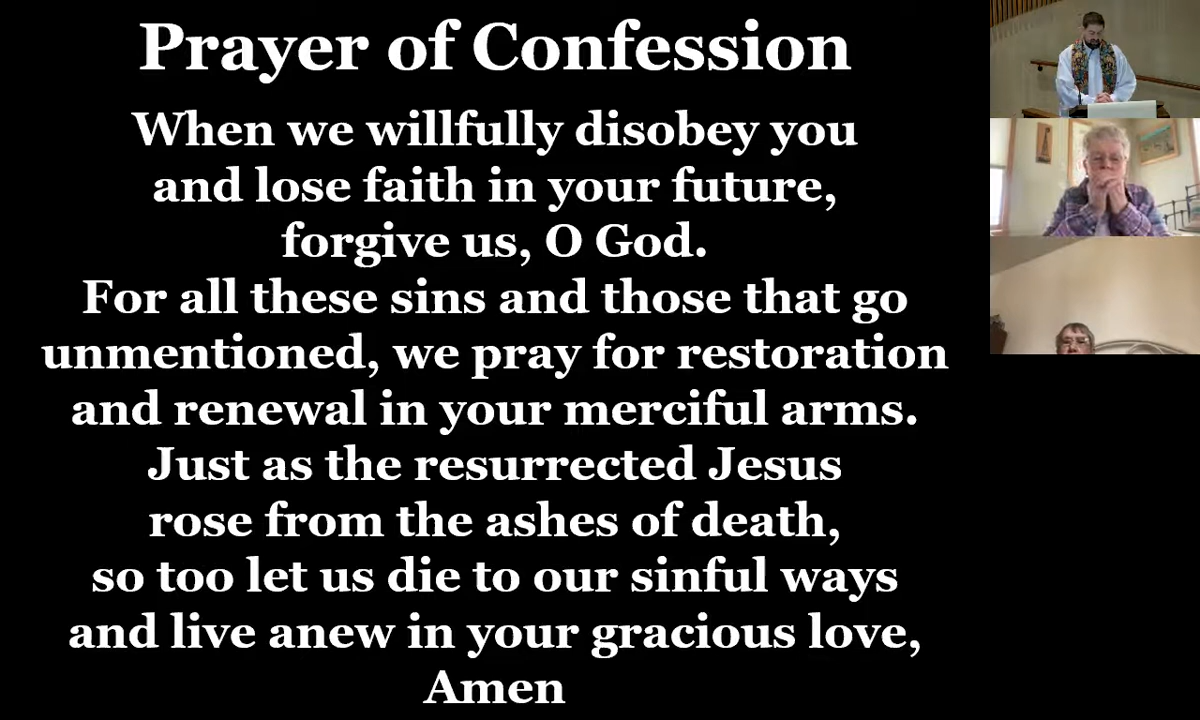 Prayer of Confession
When we willfully disobey you
and lose faith in your future,
forgive us, O God.
For all these sins and those that go
unmentioned, we pray for restoration
and renewal in your merciful arms.
Just as the resurrected Jesus
rose from the ashes of death,
so too let us die to our sinful ways
and live anew in your gracious love,
Amen